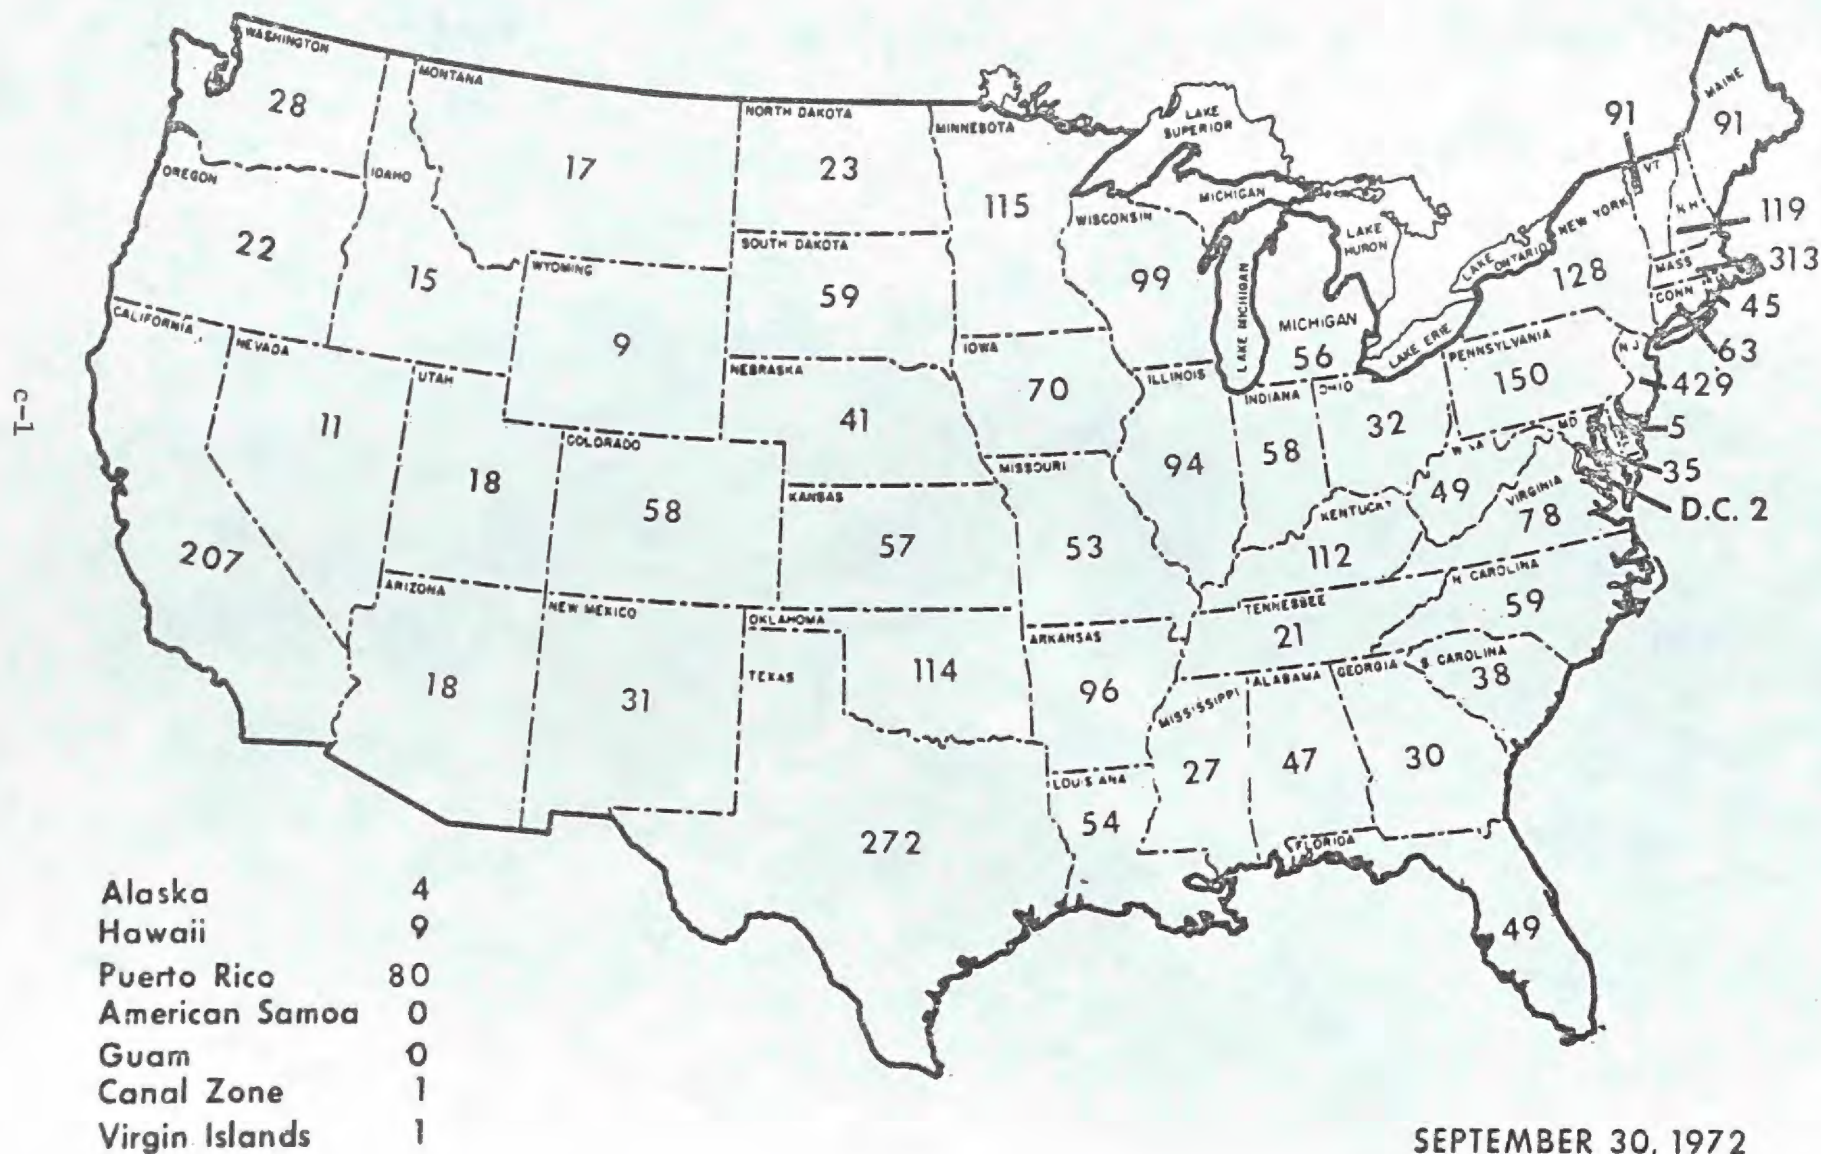 WASHINGTON
28
MONTANA
17
NORTH DAKOTA
23
MINNESOTA
115
LAKE SUPERIOR
MAINE
91
91
VT
OREGON
22
IDAHO
15
WYOMING
9
SOUTH DAKOTA
59
WISCONSIN
99
MICHIGAN
LAKE HURON
LAKE MICHIGAN
MICHIGAN
56
LAKE ONTARIO
NEW YORK
128
N H
119
MASS
313
CONN
45
63
LAKE ERIE
CALIFORNIA
207
NEVADA
11
UTAH
18
COLORADO
58
NEBRASKA
41
IOWA
70
ILLINOIS
94
INDIANA
58
OHIO
32
PENNSYLVANIA
150
N J
429
MD
5
35
D.C. 2
c-1
KANSAS
57
MISSOURI
53
KENTUCKY
112
W VA
49
VIRGINIA
78
ARIZONA
18
NEW MEXICO
31
OKLAHOMA
114
TEXAS
272
ARKANSAS
96
TENNESSEE
21
N CAROLINA
59
S. CAROLINA
38
MISSISSIPPI
27
ALABAMA
47
GEORGIA
30
LOUISIANA
54
FLORIDA
49
Alaska 4
Hawaii 9
Puerto Rico 80
American Samoa 0
Guam 0
Canal Zone 1
Virgin Islands 1
SEPTEMBER 30, 1972